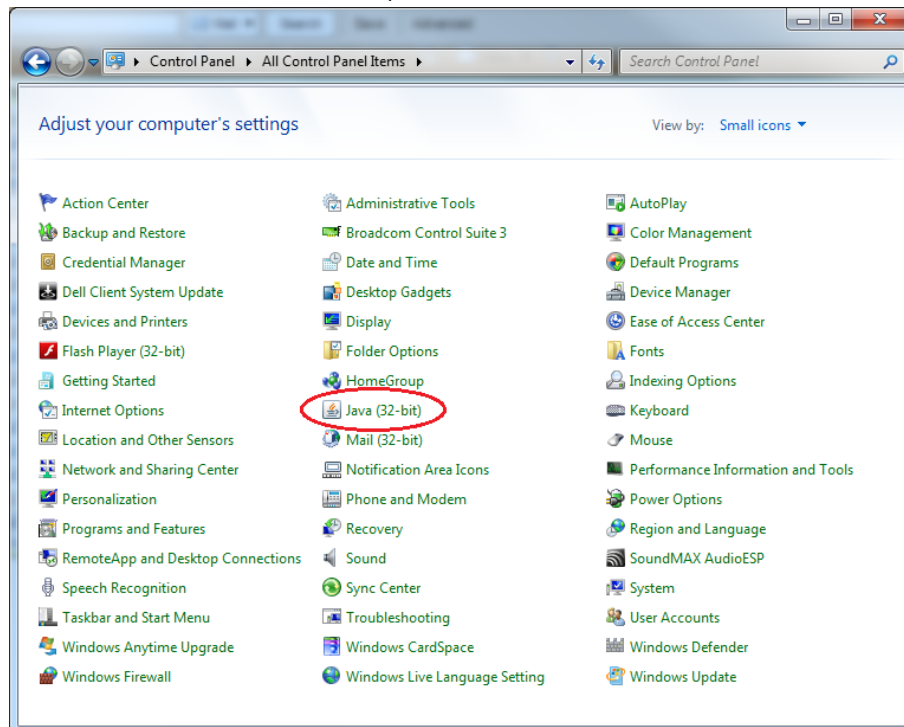 Control Panel All Control Panel Items Search Control Panel
Adjust your computer's settings View by: Small icons
Action Center Administrative Tools AutoPlay
Backup and Restore Broadcom Control Suite 3 Color Management
Credential Manager Date and Time Default Programs
Dell Client System Update Desktop Gadgets Device Manager
Devices and Printers Display Ease of Access Center
Flash Player (32-bit) Folder Options Fonts
Getting Started HomeGroup Indexing Options
Internet Options Java (32-bit) Keyboard
Location and Other Sensors Mail (32-bit) Mouse
Network and Sharing Center Notification Area Icons Performance Information and Tools
Personalization Phone and Modem Power Options
Programs and Features Recovery Region and Language
RemoteApp and Desktop Connections Sound SoundMAX AudioESP
Speech Recognition Sync Center System
Taskbar and Start Menu Troubleshooting User Accounts
Windows Anytime Upgrade Windows CardSpace Windows Defender
Windows Firewall Windows Live Language Setting Windows Update